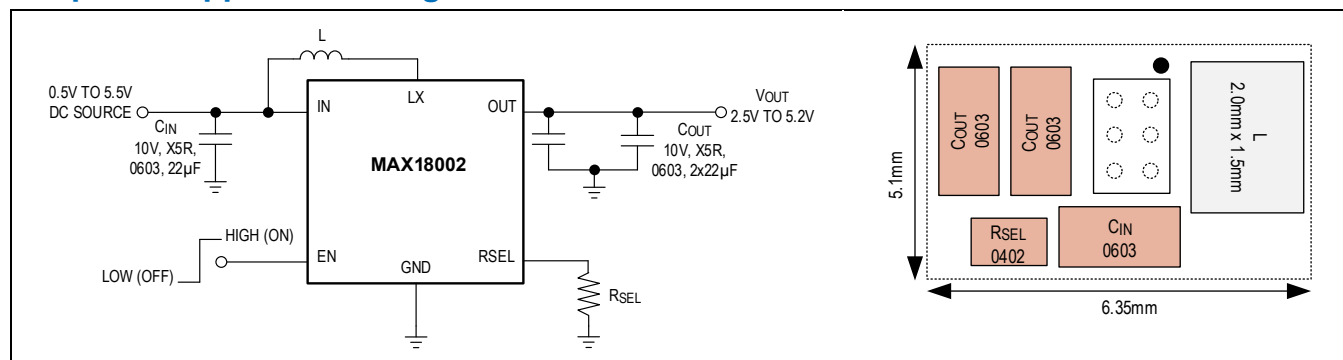 L
0.5V TO 5.5V
DC SOURCE
IN
LX
OUT
VOUT
2.5V TO 5.2V
CIN
10V, X5R,
0603, 22µF
MAX18002
COUT
10V, X5R,
0603, 2x22µF
HIGH (ON)
LOW (OFF)
EN
GND
RSEL
RSEL
5.1mm
COUT
0603
COUT
0603
L
2.0mm x 1.5mm
RSEL
0402
CIN
0603
6.35mm